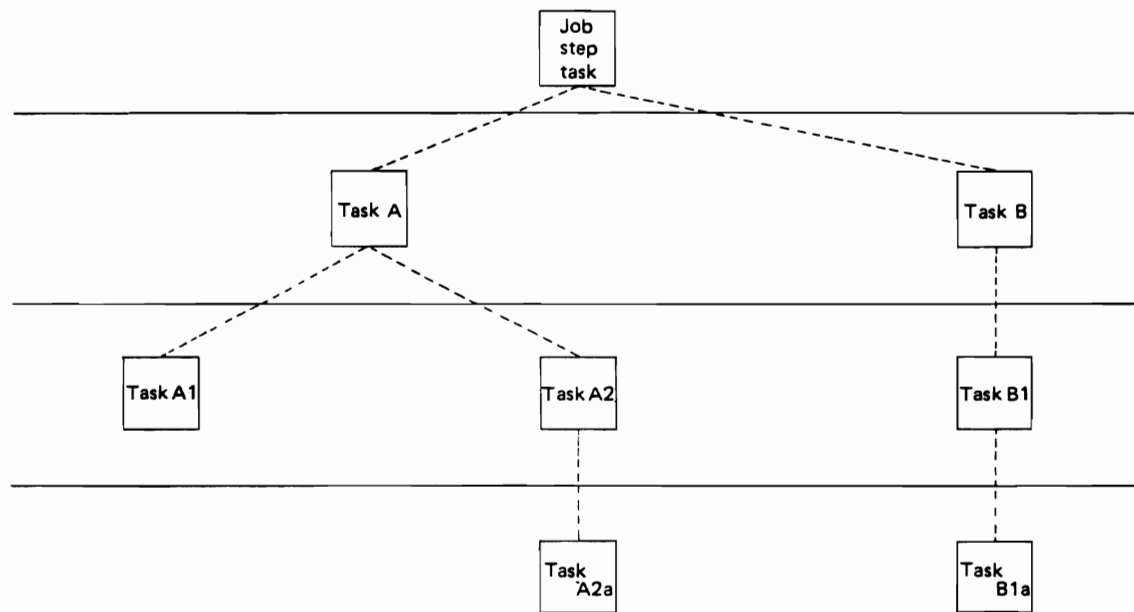 Job
step
task
Task A
Task B
Task A1
Task A2
Task B1
Task
A2a
Task
B1a